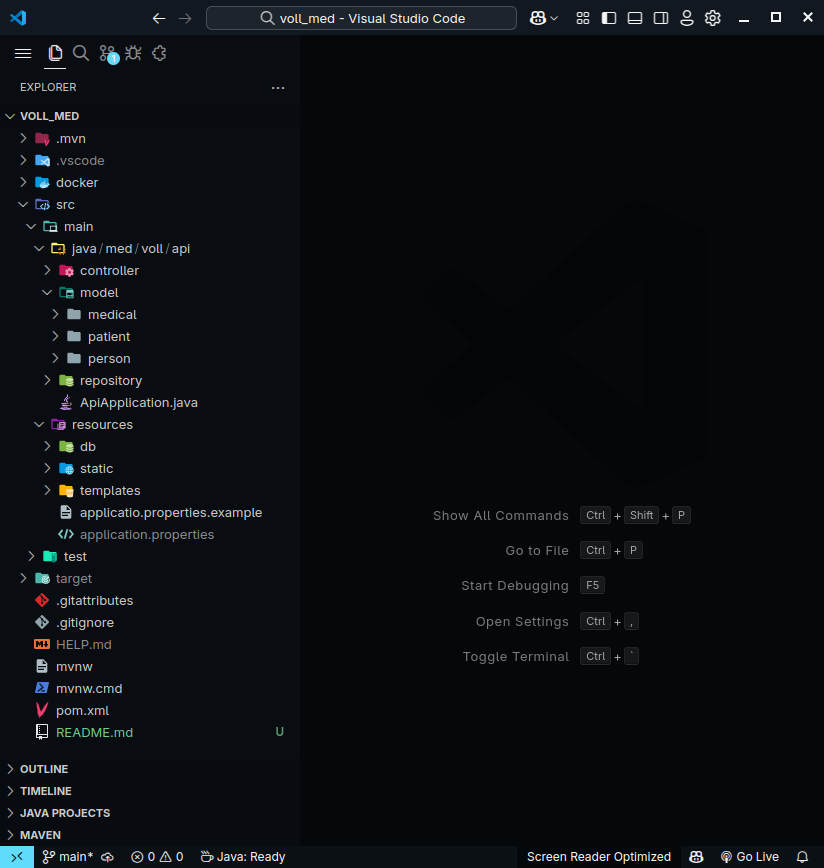 voll_med - Visual Studio Code
1
EXPLORER
VOLL_MED
.mvn
.vscode
docker
src
main
java / med / voll / api
controller
model
medical
patient
person
repository
ApiApplication.java
resources
db
static
templates
applicatio.properties.example
application.properties
test
target
.gitattributes
.gitignore
HELP.md
mvnw
mvnw.cmd
pom.xml
README.md U
OUTLINE
TIMELINE
JAVA PROJECTS
MAVEN
Show All Commands Ctrl + Shift + P
Go to File Ctrl + P
Start Debugging F5
Open Settings Ctrl + ,
Toggle Terminal Ctrl + `
main* 0 0 Java: Ready Screen Reader Optimized Go Live